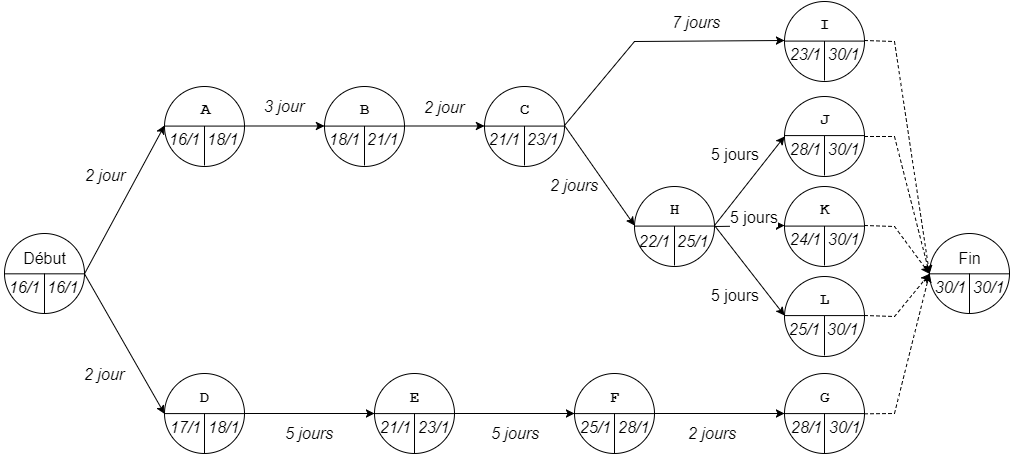 I
7 jours
23/1 30/1
A
3 jour
B
2 jour
C
J
16/1 18/1
18/1 21/1
21/1 23/1
28/1 30/1
5 jours
2 jour
2 jours
H
5 jours
K
22/1 25/1
24/1 30/1
Début
Fin
16/1 16/1
30/1 30/1
5 jours
L
25/1 30/1
2 jour
D
E
F
G
17/1 18/1
21/1 23/1
25/1 28/1
28/1 30/1
5 jours
5 jours
2 jours